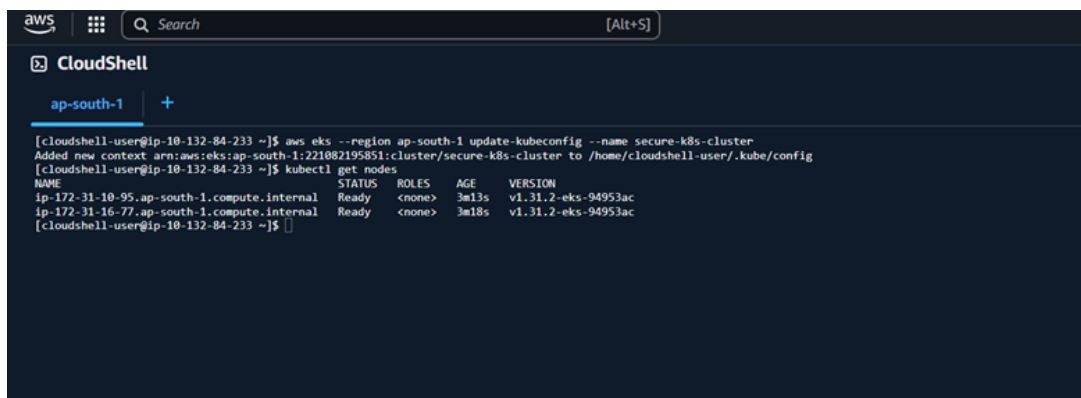 aws Search [Alt+S]
CloudShell
ap-south-1 +
[cloudshell-user@ip-10-132-84-233 ~]$ aws eks --region ap-south-1 update-kubeconfig --name secure-k8s-cluster
Added new context arn:aws:eks:ap-south-1:221082195851:cluster/secure-k8s-cluster to /home/cloudshell-user/.kube/config
[cloudshell-user@ip-10-132-84-233 ~]$ kubectl get nodes
NAME STATUS ROLES AGE VERSION
ip-172-31-10-95.ap-south-1.compute.internal Ready <none> 3m13s v1.31.2-eks-94953ac
ip-172-31-16-77.ap-south-1.compute.internal Ready <none> 3m18s v1.31.2-eks-94953ac
[cloudshell-user@ip-10-132-84-233 ~]$